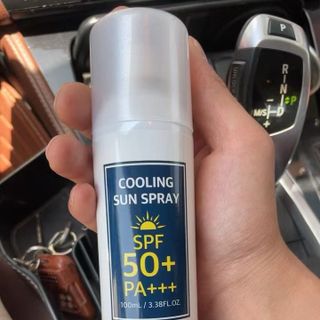 COOLING
SUN SPRAY
SPF
50+
PA+++
100mL / 3.38FL.OZ.
P
R
N
D
M/S
P